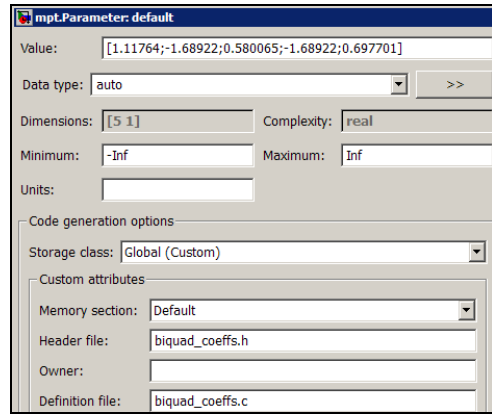 mpt.Parameter: default
Value: [1.11764;-1.68922;0.580065;-1.68922;0.697701]
Data type: auto >>
Dimensions: [5 1] Complexity: real
Minimum: -Inf Maximum: Inf
Units:
Code generation options
Storage class: Global (Custom)
Custom attributes
Memory section: Default
Header file: biquad_coeffs.h
Owner:
Definition file: biquad_coeffs.c